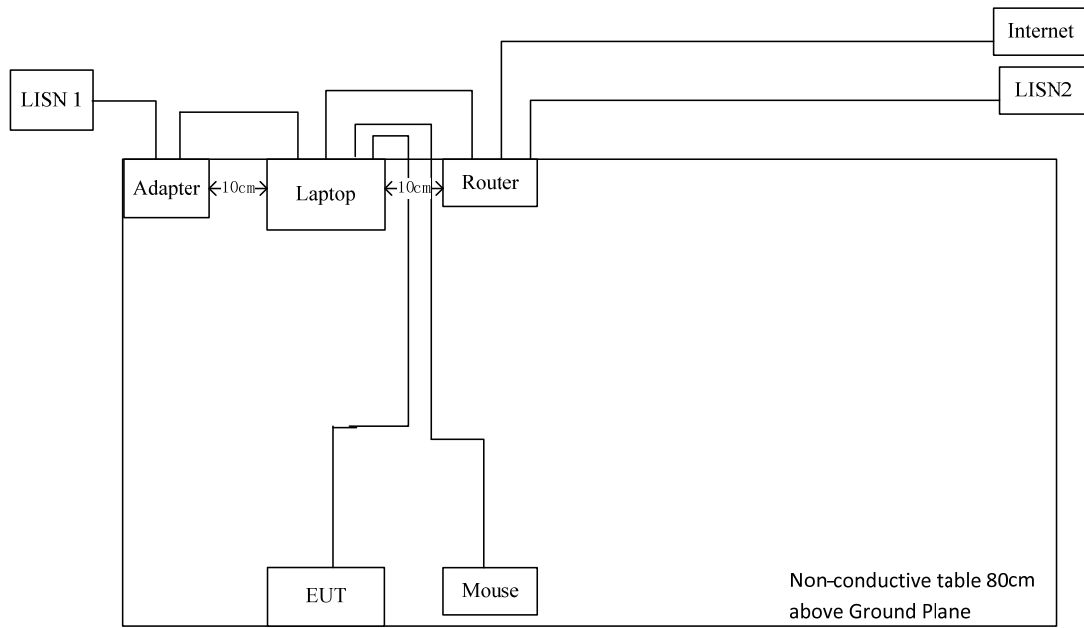 Internet
LISN 1
LISN2
Adapter
10cm
Laptop
10cm
Router
EUT
Mouse
Non-conductive table 80cm
above Ground Plane